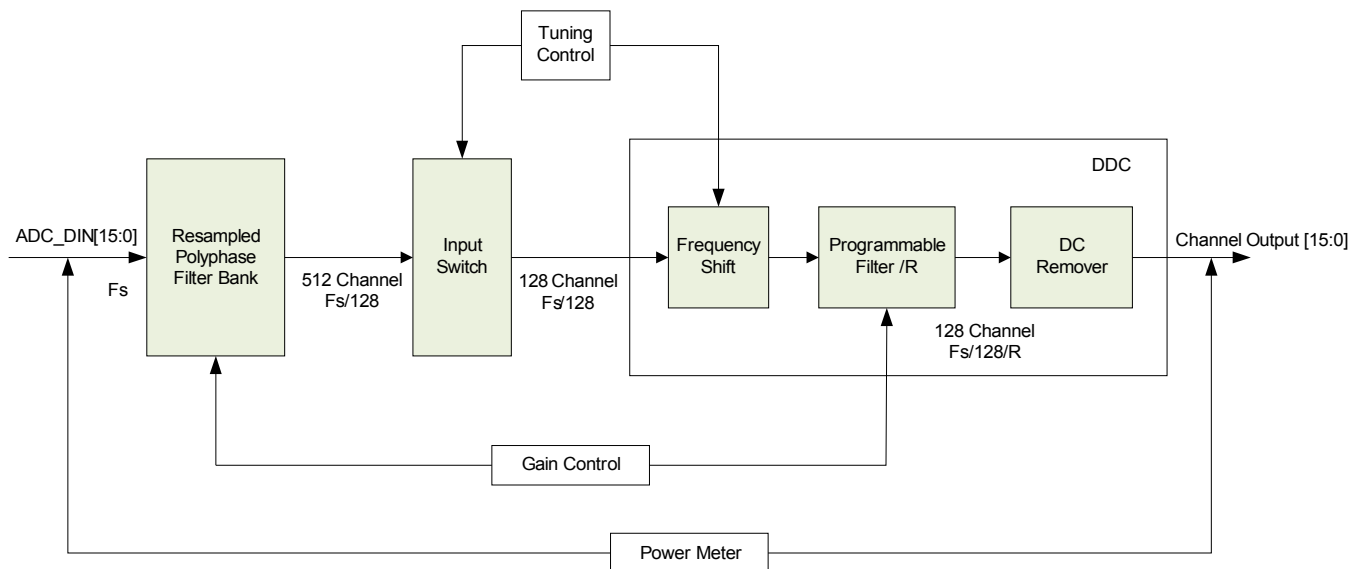 Tuning
Control
DDC
ADC_DIN[15:0]
Fs
Resampled
Polyphase
Filter Bank
512 Channel
Fs/128
Input
Switch
128 Channel
Fs/128
Frequency
Shift
Programmable
Filter /R
128 Channel
Fs/128/R
DC
Remover
Channel Output [15:0]
Gain Control
Power Meter